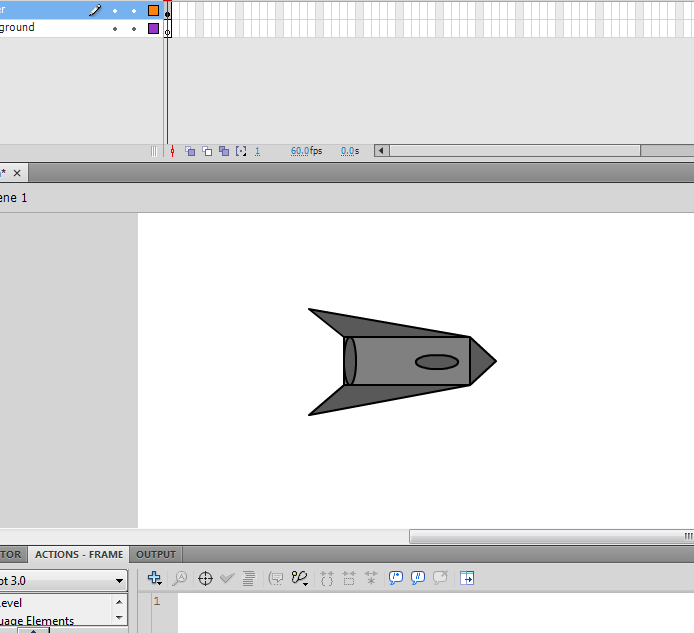 er
ground
1 60.0fps 0.0s
* ×
ene 1
TOR ACTIONS - FRAME OUTPUT
pt 3.0
evel
uage Elements
1